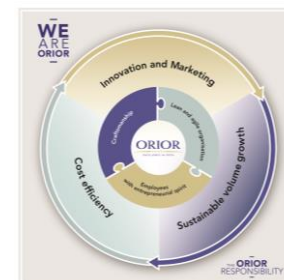 WE
ARE
ORIOR
Innovation and Marketing
Craftsmanship
Lean and agile organisation
ORIOR
Cost efficiency
Sustainable volume growth
Employees
with entrepreneurial spirit
THE ORIOR
RESPONSIBILITY